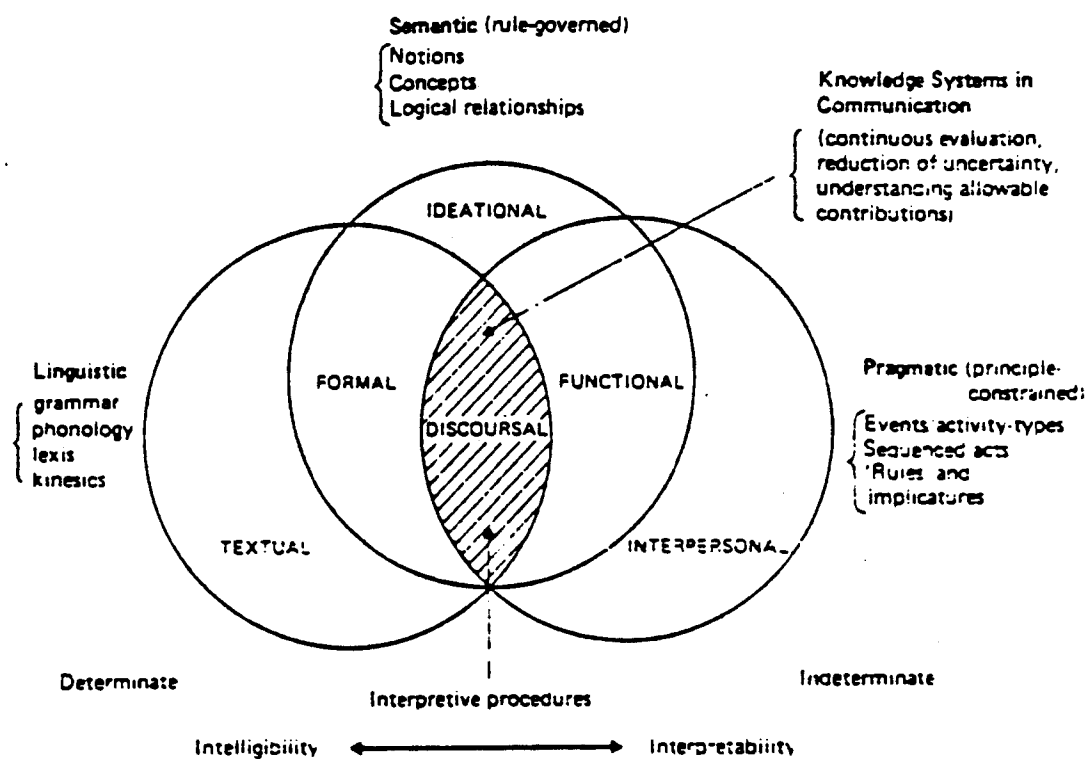 Semantic (rule-governed)
Notions
Concepts
Logical relationships
Knowledge Systems in
Communication
(continuous evaluation,
reduction of uncertainty,
understanding allowable
contributions)
IDEATIONAL
Linguistic
grammar
phonology
lexis
kinesics
FORMAL
FUNCTIONAL
DISCOURSAL
Pragmatic (principle-
constrained)
Events activity-types
Sequenced acts
'Rules' and
implicatures
TEXTUAL
INTERPERSONAL
Determinate
Interpretive procedures
Indeterminate
Intelligibility
Interpretability